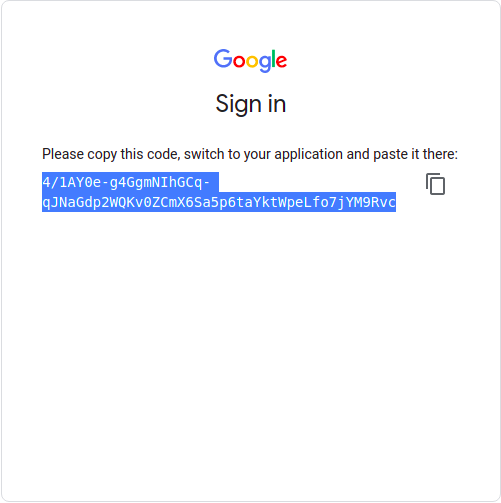 Google
Sign in
Please copy this code, switch to your application and paste it there:
4/1AY0e-g4GgmNIhGCq-
qJNaGdp2WQKv0ZCmX6Sa5p6taYktWpeLfo7jYM9Rvc